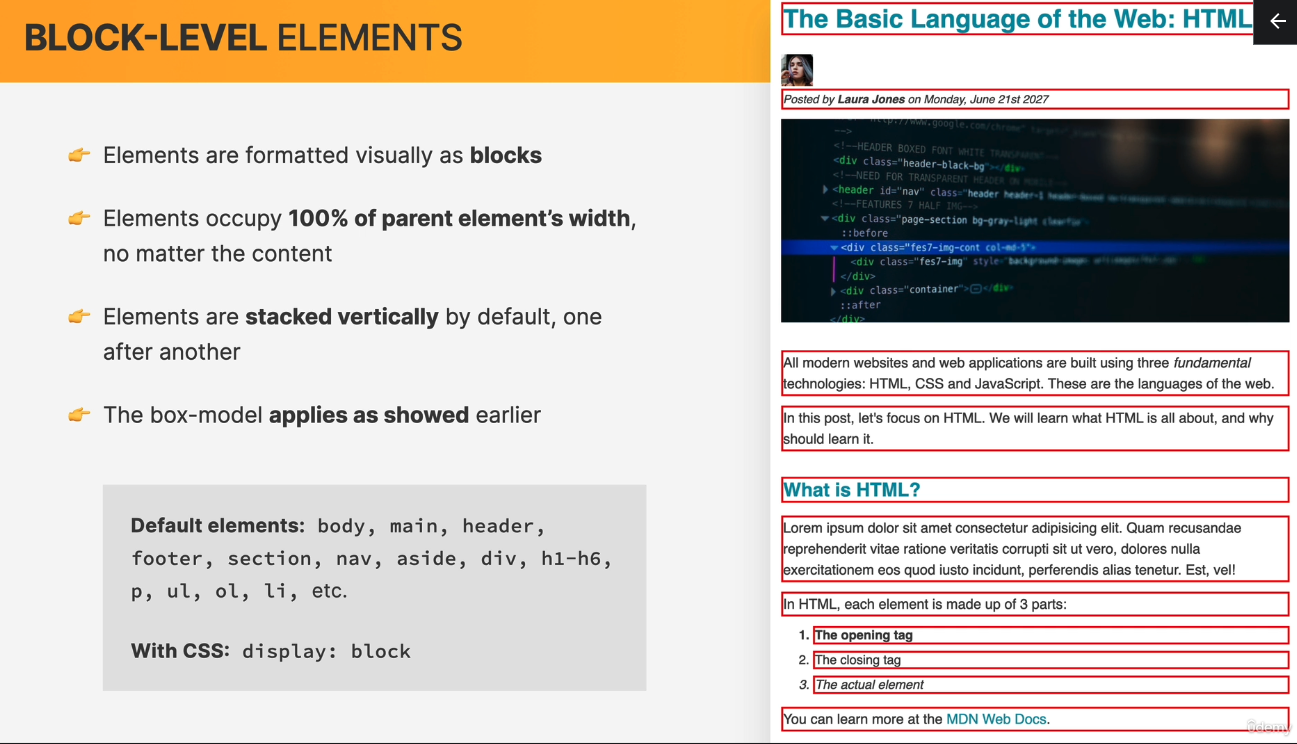 BLOCK-LEVEL ELEMENTS
Elements are formatted visually as blocks
Elements occupy 100% of parent element’s width,
no matter the content
Elements are stacked vertically by default, one
after another
The box-model applies as showed earlier
Default elements: body, main, header,
footer, section, nav, aside, div, h1-h6,
p, ul, ol, li, etc.
With CSS: display: block
The Basic Language of the Web: HTML
Posted by Laura Jones on Monday, June 21st 2027
-->
<!--HEADER BOXED FONT WHITE TRANSPARENT-->
<div class="header-black-bg"></div>
<!--NEED FOR TRANSPARENT HEADER ON MOBILE-->
<header id="nav" class="header header-1 header-boxed
<!--FEATURES 7 HALF IMG-->
<div class="page-section bg-gray-light clearfix">
::before
<div class="fes7-img-cont col-md-5">
<div class="fes7-img" style=
</div>
<div class="container"></div>
::after
</div>
All modern websites and web applications are built using three fundamental
technologies: HTML, CSS and JavaScript. These are the languages of the web.
In this post, let's focus on HTML. We will learn what HTML is all about, and why
should learn it.
What is HTML?
Lorem ipsum dolor sit amet consectetur adipisicing elit. Quam recusandae
reprehenderit vitae ratione veritatis corrupti sit ut vero, dolores nulla
exercitationem eos quod iusto incidunt, perferendis alias tenetur. Est, vel!
In HTML, each element is made up of 3 parts:
1. The opening tag
2. The closing tag
3. The actual element
You can learn more at the MDN Web Docs.
Udemy